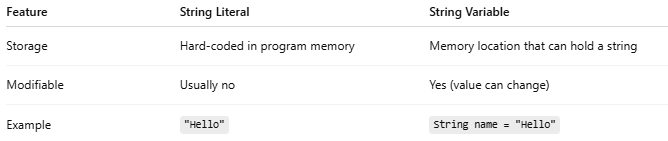 Feature String Literal String Variable
Storage Hard-coded in program memory Memory location that can hold a string
Modifiable Usually no Yes (value can change)
Example "Hello" String name = "Hello"